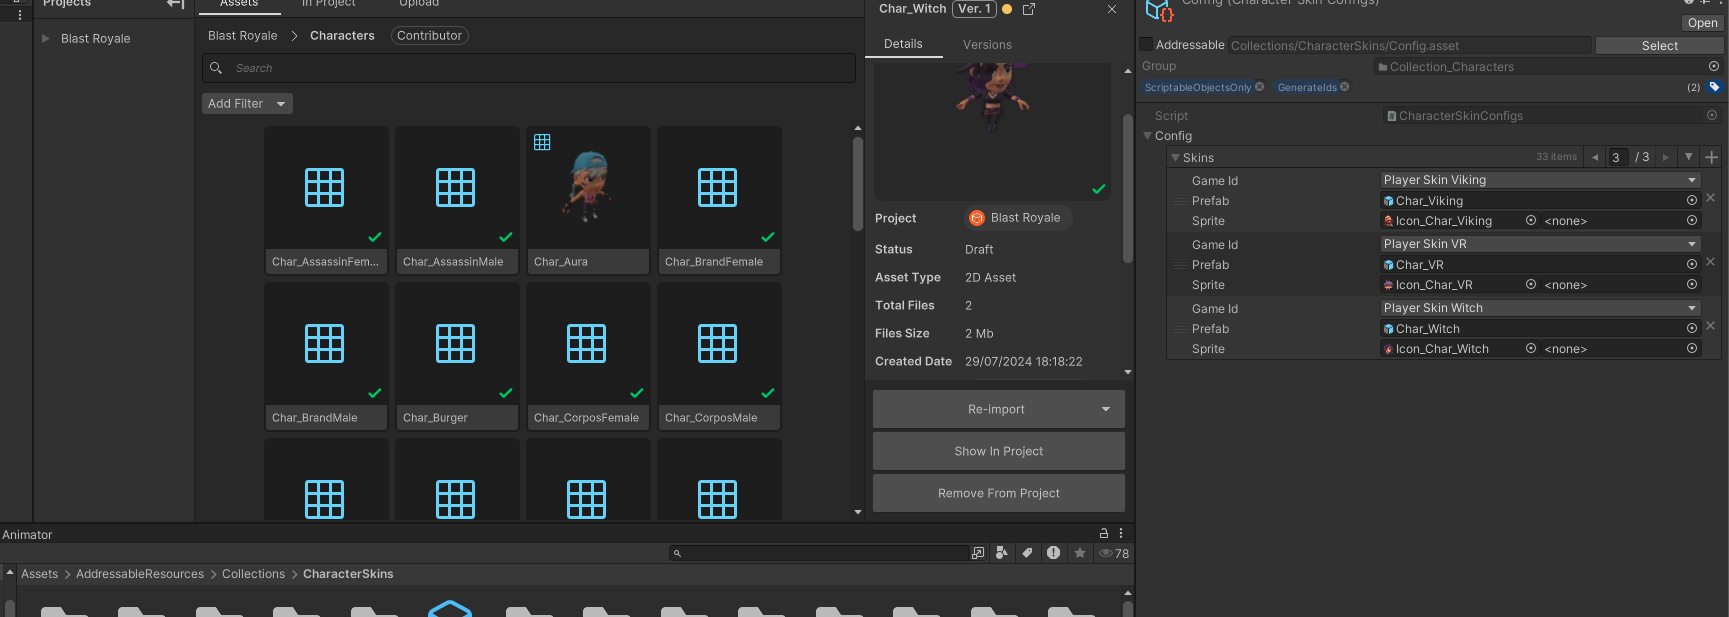 Projects
Blast Royale
Assets
In Project
Upload
Blast Royale > Characters
Contributor
Search
Add Filter
Char_AssassinFem...
Char_AssassinMale
Char_Aura
Char_BrandFemale
Char_BrandMale
Char_Burger
Char_CorposFemale
Char_CorposMale
Char_Witch
Ver. 1
Details
Versions
Project Blast Royale
Status Draft
Asset Type 2D Asset
Total Files 2
Files Size 2 Mb
Created Date 29/07/2024 18:18:22
Re-import
Show In Project
Remove From Project
Config (Character Skin Configs)
Open
Addressable Collections/CharacterSkins/Config.asset
Select
Group Collection_Characters
ScriptableObjectsOnly GenerateIds (2)
Script CharacterSkinConfigs
Config
Skins 33 items 3 / 3
Game Id Player Skin Viking
Prefab Char_Viking
Sprite Icon_Char_Viking <none>
Game Id Player Skin VR
Prefab Char_VR
Sprite Icon_Char_VR <none>
Game Id Player Skin Witch
Prefab Char_Witch
Sprite Icon_Char_Witch <none>
Animator
78
Assets > AddressableResources > Collections > CharacterSkins